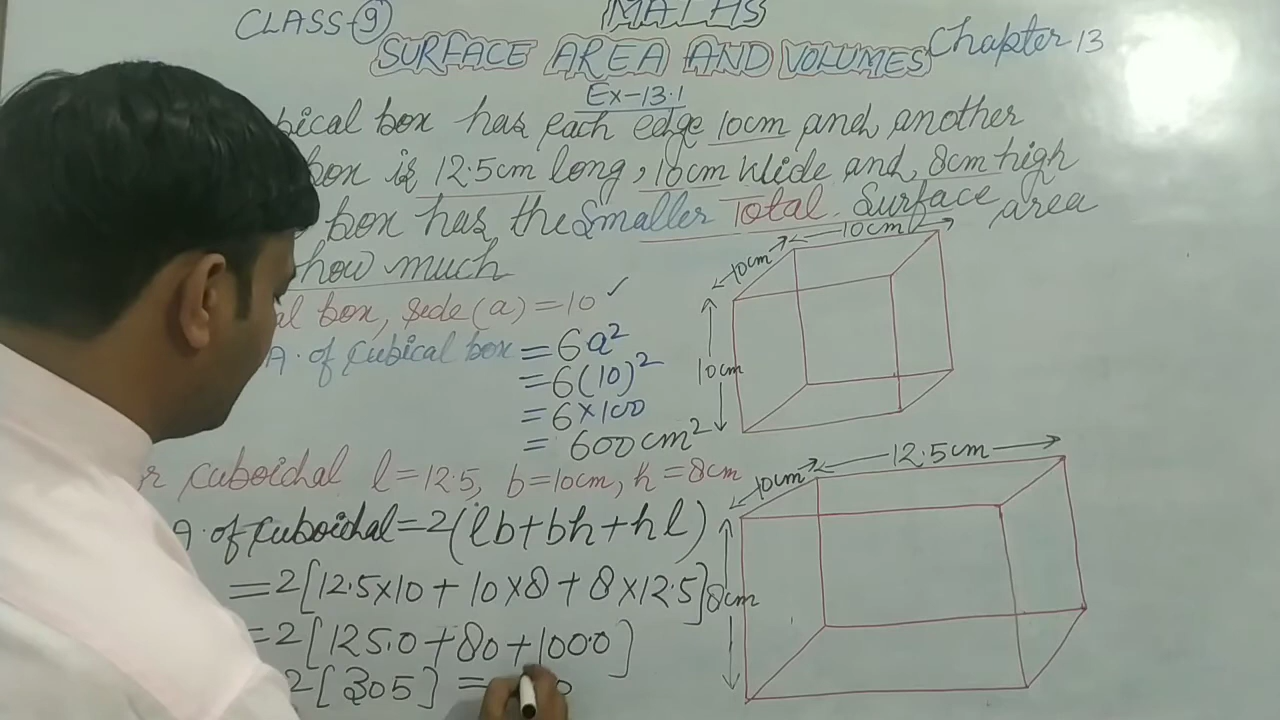 MATHS
CLASS-9
SURFACE AREA AND VOLUMES Chapter 13
Ex-13.1
bical box has each edge 10cm and another
box is 12.5cm long, 10cm wide and 8cm high
box has the Smaller Total Surface area
how much
al box, side (a) = 10 ✓
A. of Cubical box = 6a²
= 6(10)²
= 6×100
= 600cm²
r cuboidal l=12.5, b=10cm, h=8cm
A. of Cuboidal = 2(lb+bh+hl)
= 2[12.5×10 + 10×8 + 8×12.5]
= 2[125.0 + 80 + 100.0]
2[305] =
10cm
10cm
10cm
12.5cm
10cm
8cm